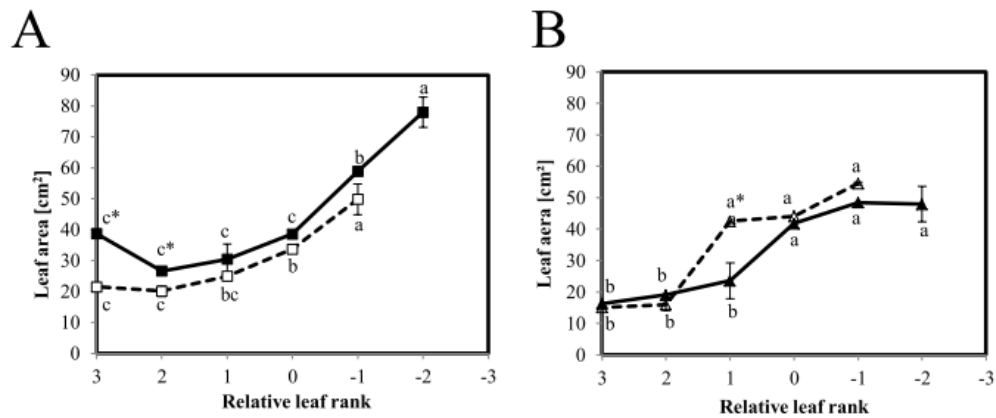 A
B
90
80
70
60
50
40
30
20
10
0
Leaf area [cm²]
c*
c*
c
c
b
a
c
c
bc
b
a
3 2 1 0 -1 -2 -3
Relative leaf rank
90
80
70
60
50
40
30
20
10
0
Leaf aera [cm²]
b
b
a*
a
a
b
b
b
a
a
a
3 2 1 0 -1 -2 -3
Relative leaf rank